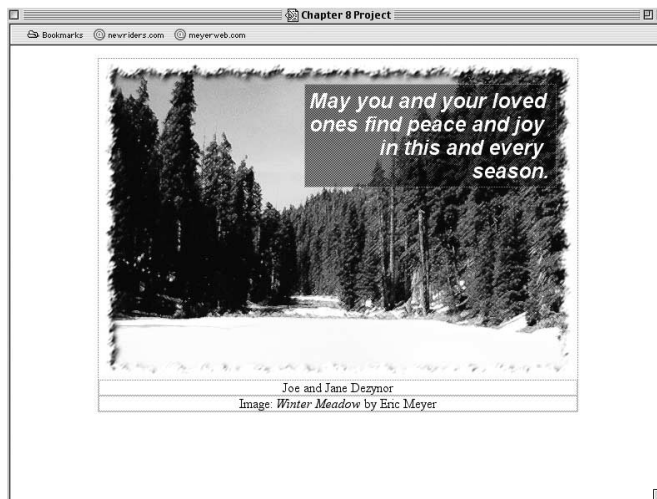 Chapter 8 Project
Bookmarks newriders.com meyerweb.com
May you and your loved
ones find peace and joy
in this and every
season.
Joe and Jane Dezynor
Image: Winter Meadow by Eric Meyer